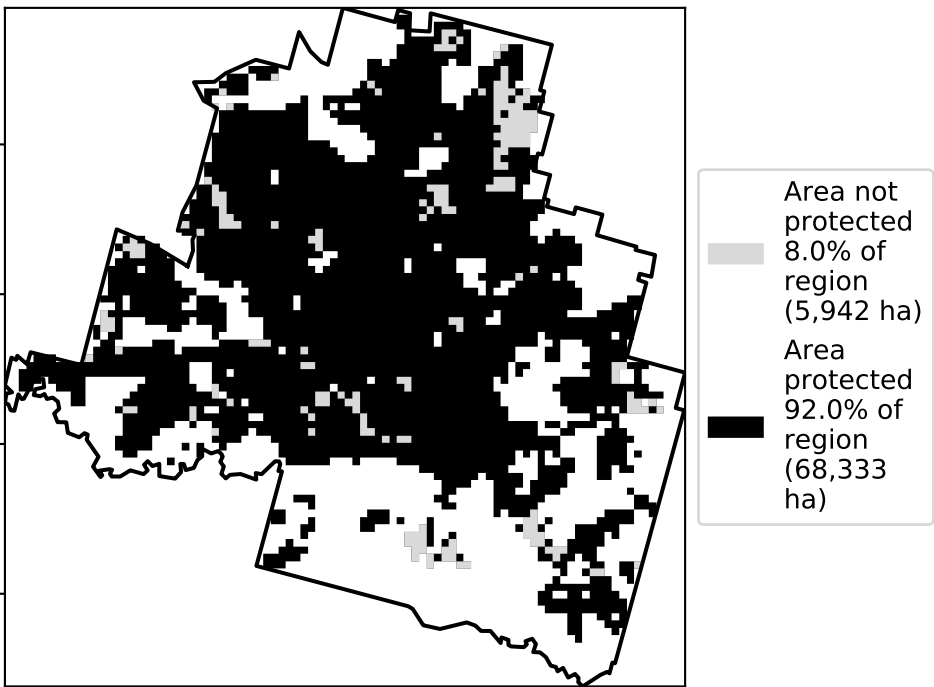 Area not
protected
8.0% of
region
(5,942 ha)
Area
protected
92.0% of
region
(68,333
ha)